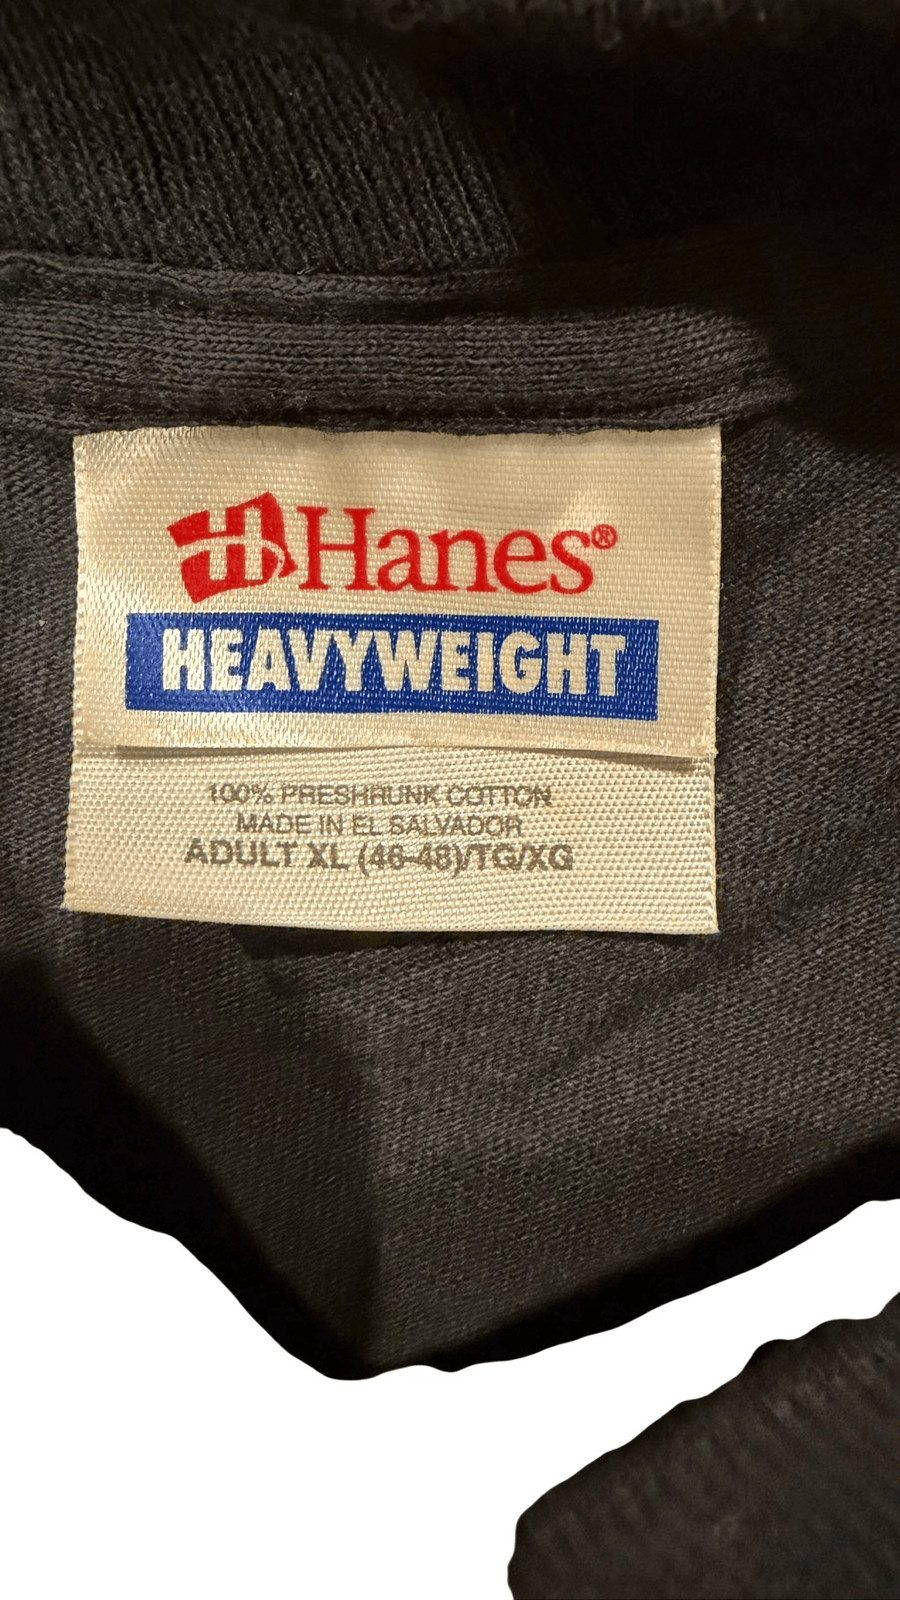 Hanes®
HEAVYWEIGHT
100% PRESHRUNK COTTON
MADE IN EL SALVADOR
ADULT XL (46-48)/TG/XG